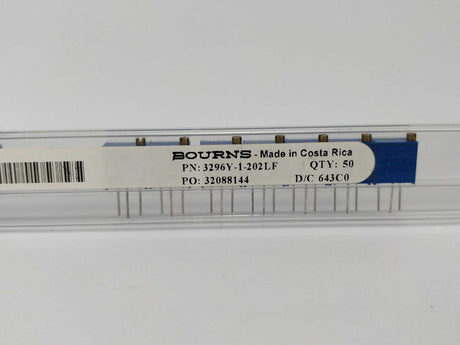 BOURNS - Made in Costa Rica
PN: 3296Y-1-202LF QTY: 50
PO: 32088144 D/C 643C0